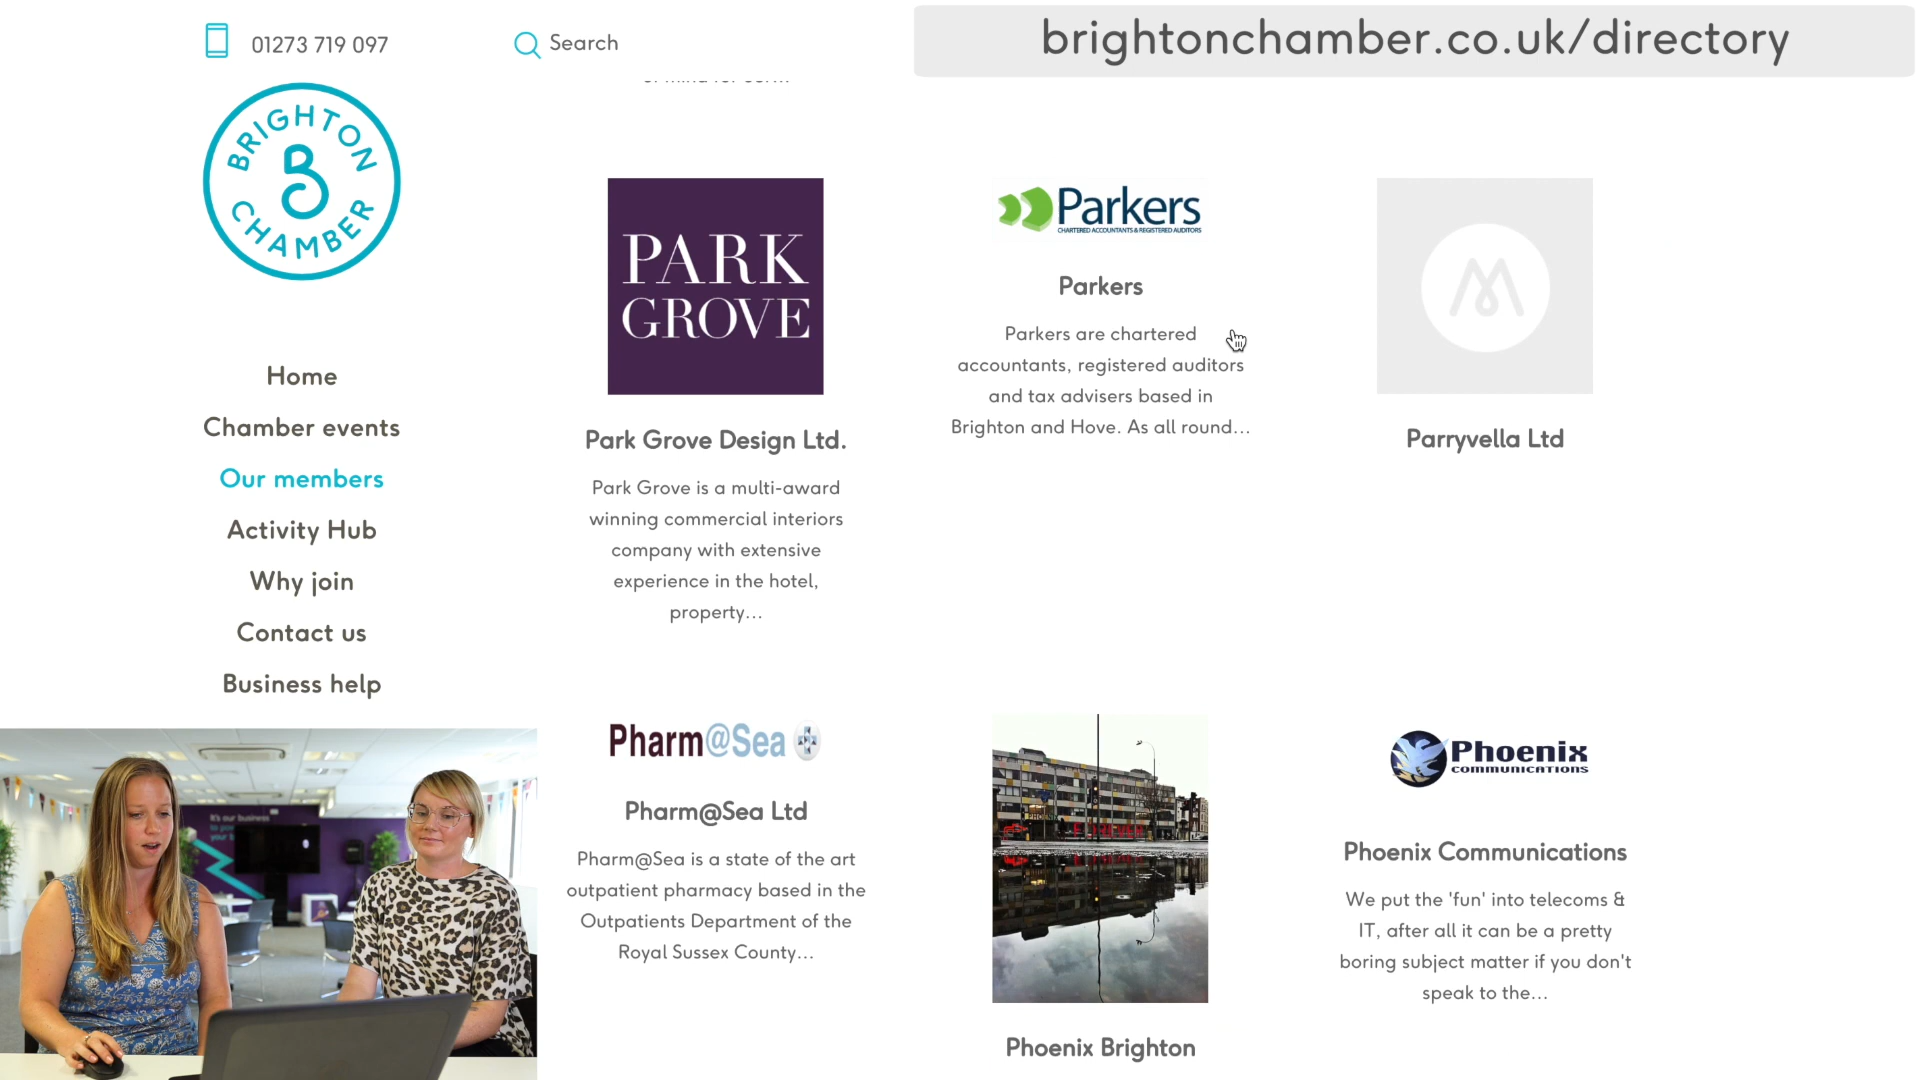 01273 719 097
Search
brightonchamber.co.uk/directory
BRIGHTON
B
CHAMBER
Home
Chamber events
Our members
Activity Hub
Why join
Contact us
Business help
PARK
GROVE
Park Grove Design Ltd.
Park Grove is a multi-award
winning commercial interiors
company with extensive
experience in the hotel,
property...
Parkers
CHARTERED ACCOUNTANTS & REGISTERED AUDITORS
Parkers
Parkers are chartered
accountants, registered auditors
and tax advisers based in
Brighton and Hove. As all round...
Parryvella Ltd
Pharm@Sea
Pharm@Sea Ltd
Pharm@Sea is a state of the art
outpatient pharmacy based in the
Outpatients Department of the
Royal Sussex County...
Phoenix Brighton
Phoenix
COMMUNICATIONS
Phoenix Communications
We put the 'fun' into telecoms &
IT, after all it can be a pretty
boring subject matter if you don't
speak to the...
It's our business